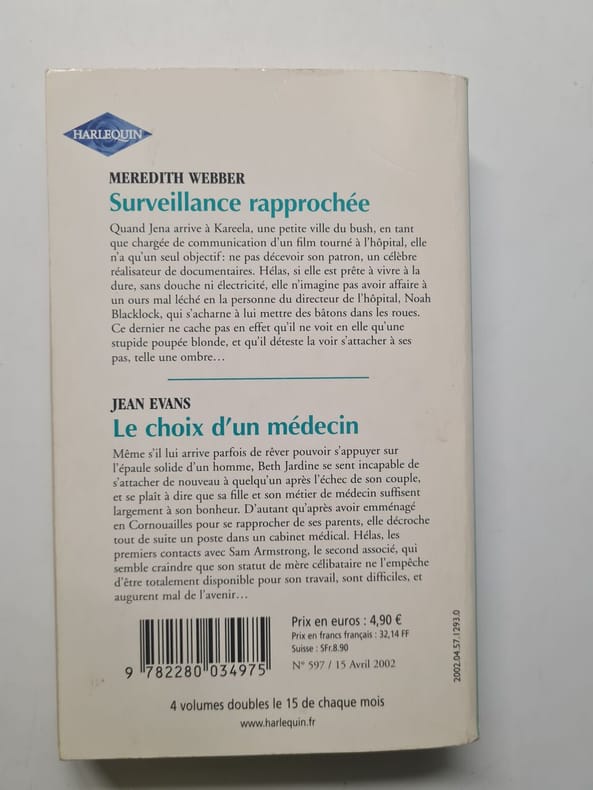 HARLEQUIN
MEREDITH WEBBER
Surveillance rapprochée
Quand Jena arrive à Kareela, une petite ville du bush, en tant
que chargée de communication d'un film tourné à l'hôpital, elle
n'a qu'un seul objectif : ne pas décevoir son patron, un célèbre
réalisateur de documentaires. Hélas, si elle est prête à vivre à la
dure, sans douche ni électricité, elle n'imagine pas avoir affaire à
un ours mal léché en la personne du directeur de l'hôpital, Noah
Blacklock, qui s'acharne à lui mettre des bâtons dans les roues.
Ce dernier ne cache pas en effet qu'il ne voit en elle qu'une
stupide poupée blonde, et qu'il déteste la voir s'attacher à ses
pas, telle une ombre…
JEAN EVANS
Le choix d'un médecin
Même s'il lui arrive parfois de rêver pouvoir s'appuyer sur
l'épaule solide d'un homme, Beth Jardine se sent incapable de
s'attacher de nouveau à quelqu'un après l'échec de son couple,
et se plaît à dire que sa fille et son métier de médecin suffisent
largement à son bonheur. D'autant qu'après avoir emménagé
en Cornouailles pour se rapprocher de ses parents, elle décroche
tout de suite un poste dans un cabinet médical. Hélas, les
premiers contacts avec Sam Armstrong, le second associé, qui
semble craindre que son statut de mère célibataire ne l'empêche
d'être totalement disponible pour son travail, sont difficiles, et
augurent mal de l'avenir…
9 782280 034975
Prix en euros : 4,90 €
Prix en francs français : 32,14 FF
Suisse : SFr.8.90
N° 597 / 15 Avril 2002
2002.04.57.1293.0
4 volumes doubles le 15 de chaque mois
www.harlequin.fr